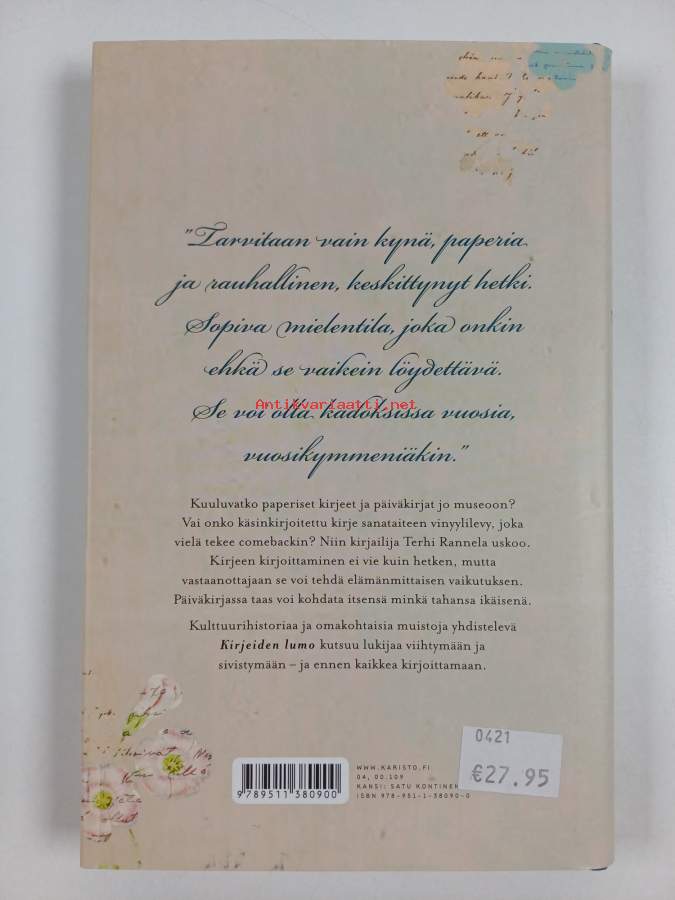 "Tarvitaan vain kynä, paperia
ja rauhallinen, keskittynyt hetki.
Sopiva mielentila, joka onkin
ehkä se vaikein löydettävä.
Antikvariaatti.net
Se voi olla kadoksissa vuosia,
vuosikymmeniäkin."
Kuuluvatko paperiset kirjeet ja päiväkirjat jo museoon?
Vai onko käsinkirjoitettu kirje sanataiteen vinyylilevy, joka
vielä tekee comebackin? Niin kirjailija Terhi Rannela uskoo.
Kirjeen kirjoittaminen ei vie kuin hetken, mutta
vastaanottajaan se voi tehdä elämänmittaisen vaikutuksen.
Päiväkirjassa taas voi kohdata itsensä minkä tahansa ikäisenä.
Kulttuurihistoriaa ja omakohtaisia muistoja yhdistelevä
Kirjeiden lumo kutsuu lukijaa viihtymään ja
sivistymään – ja ennen kaikkea kirjoittamaan.
0421
€27.95
9789511380900
WWW.KARISTO.FI
04, 00.109
KANSI: SATU KONTINEN
ISBN 978-951-1-38090-0